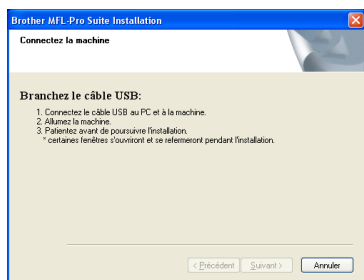 Brother MFL-Pro Suite Installation
Connectez la machine
Branchez le câble USB:
1. Connectez le câble USB au PC et à la machine.
2. Allumez la machine.
3. Patientez avant de poursuivre l'installation.
* certaines fenêtres s'ouvriront et se refermeront pendant l'installation.
< Précédent
Suivant >
Annuler